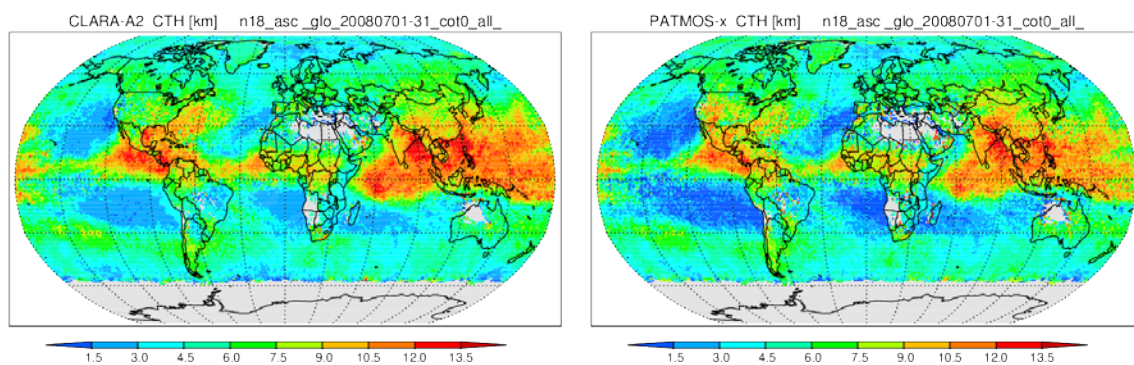 CLARA-A2 CTH [km] n18_asc _glo_20080701-31_cot0_all_
PATMOS-x CTH [km] n18_asc _glo_20080701-31_cot0_all_
1.5 3.0 4.5 6.0 7.5 9.0 10.5 12.0 13.5
1.5 3.0 4.5 6.0 7.5 9.0 10.5 12.0 13.5